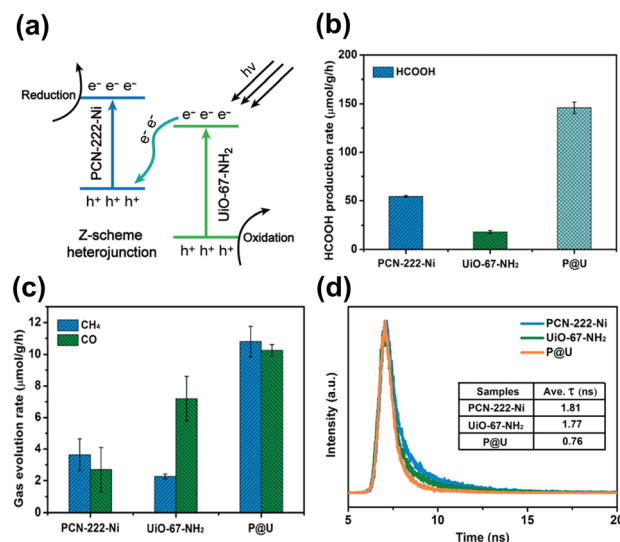 (a)
hν
Reduction
e⁻ e⁻ e⁻
PCN-222-Ni
h⁺ h⁺ h⁺
e⁻ e⁻
e⁻ e⁻ e⁻
UiO-67-NH₂
h⁺ h⁺ h⁺
Oxidation
Z-scheme
heterojunction
(b)
HCOOH production rate (μmol/g/h)
200
150
100
50
0
HCOOH
PCN-222-Ni UiO-67-NH₂ P@U
(c)
Gas evolution rate (μmol/g/h)
12
10
8
6
4
2
0
CH₄
CO
PCN-222-Ni UiO-67-NH₂ P@U
(d)
Intensity (a.u.)
PCN-222-Ni
UiO-67-NH₂
P@U
Samples Ave. τ (ns)
PCN-222-Ni 1.81
UiO-67-NH₂ 1.77
P@U 0.76
5 10 15 20
Time (ns)